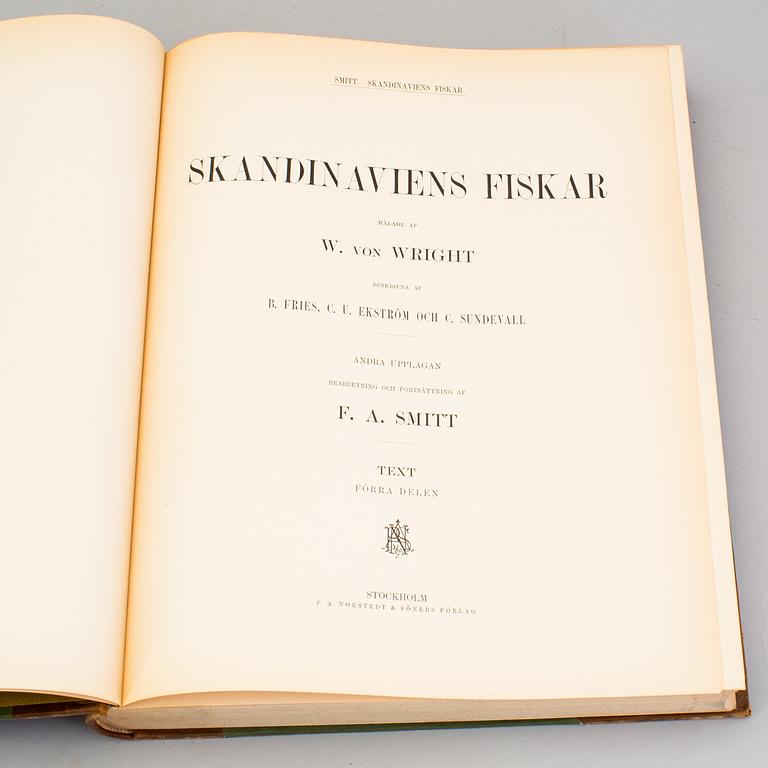 SMITT. SKANDINAVIENS FISKAR
SKANDINAVIENS FISKAR
MÅLADE AF
W. VON WRIGHT
BESKRIFNA AF
B. FRIES, C. U. EKSTRÖM OCH C. SUNDEVALL
ANDRA UPPLAGAN
BEARBETNING OCH FORTSÄTTNING AF
F. A. SMITT
TEXT
FÖRRA DELEN
STOCKHOLM
P. A. NORSTEDT & SÖNERS FÖRLAG